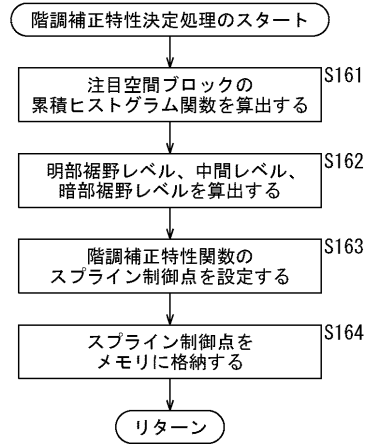 階調補正特性決定処理のスタート
S161
注目空間ブロックの
累積ヒストグラム関数を算出する
S162
明部裾野レベル、中間レベル、
暗部裾野レベルを算出する
S163
階調補正特性関数の
スプライン制御点を設定する
S164
スプライン制御点を
メモリに格納する
リターン